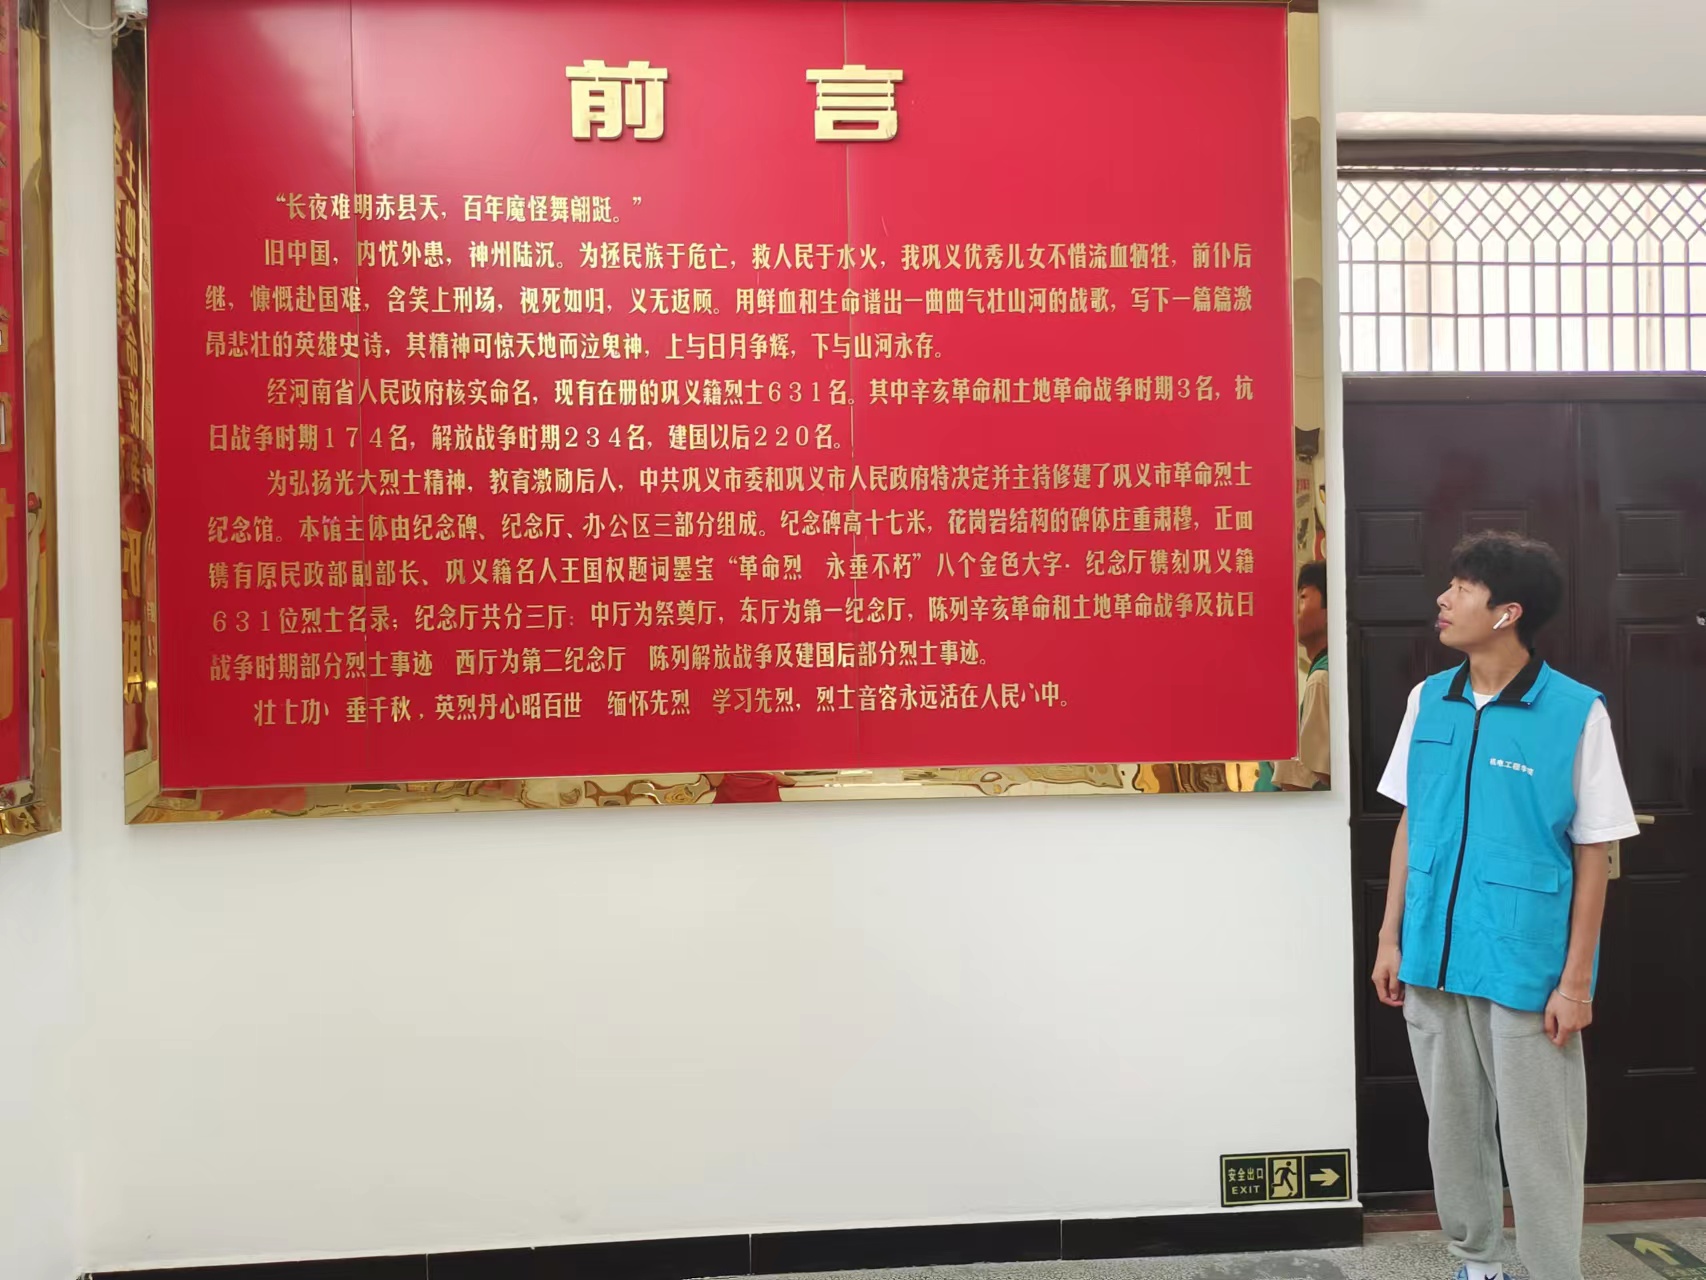 前言
“长夜难明赤县天，百年魔怪舞翩跹。”
旧中国，内忧外患，神州陆沉。为拯民族于危亡，救人民于水火，我巩义优秀儿女不惜流血牺牲，前仆后
继，慷慨赴国难，含笑上刑场，视死如归，义无返顾。用鲜血和生命谱出一曲曲气壮山河的战歌，写下一篇篇激
昂悲壮的英雄史诗，其精神可惊天地而泣鬼神，上与日月争辉，下与山河永存。
经河南省人民政府核实命名，现有在册的巩义籍烈士631名。其中辛亥革命和土地革命战争时期3名，抗
日战争时期174名，解放战争时期234名，建国以后220名。
为弘扬光大烈士精神，教育激励后人，中共巩义市委和巩义市人民政府特决定并主持修建了巩义市革命烈士
纪念馆。本馆主体由纪念碑、纪念厅、办公区三部分组成。纪念碑高十七米，花岗岩结构的碑体庄重肃穆，正面
镌有原民政部副部长、巩义籍名人王国权题词墨宝“革命烈 永垂不朽”八个金色大字·纪念厅镌刻巩义籍
631位烈士名录；纪念厅共分三厅：中厅为祭奠厅，东厅为第一纪念厅，陈列辛亥革命和土地革命战争及抗日
战争时期部分烈士事迹 西厅为第二纪念厅 陈列解放战争及建国后部分烈士事迹。
垂千秋，英烈丹心昭百世 缅怀先烈 学习先烈，烈士音容永远活在人民心中。
机电工程学院
安全出口
EXIT